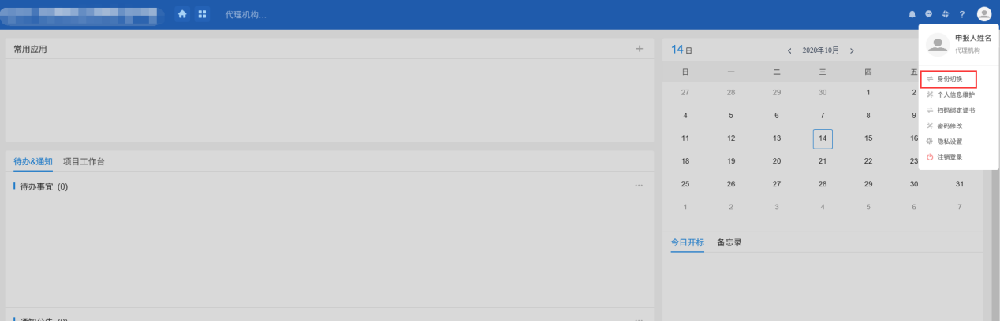 代理机构...
?
申报人姓名
代理机构
身份切换
个人信息维护
扫码绑定证书
密码修改
隐私设置
注销登录
常用应用
待办&通知 项目工作台
待办事宜 (0)
通知公告 (0)
14日
2020年10月
日 一 二 三 四 五
27 28 29 30 1 2
4 5 6 7 8 9
11 12 13 14 15 16
18 19 20 21 22 23
25 26 27 28 29 30 31
1 2 3 4 5 6 7
今日开标 备忘录